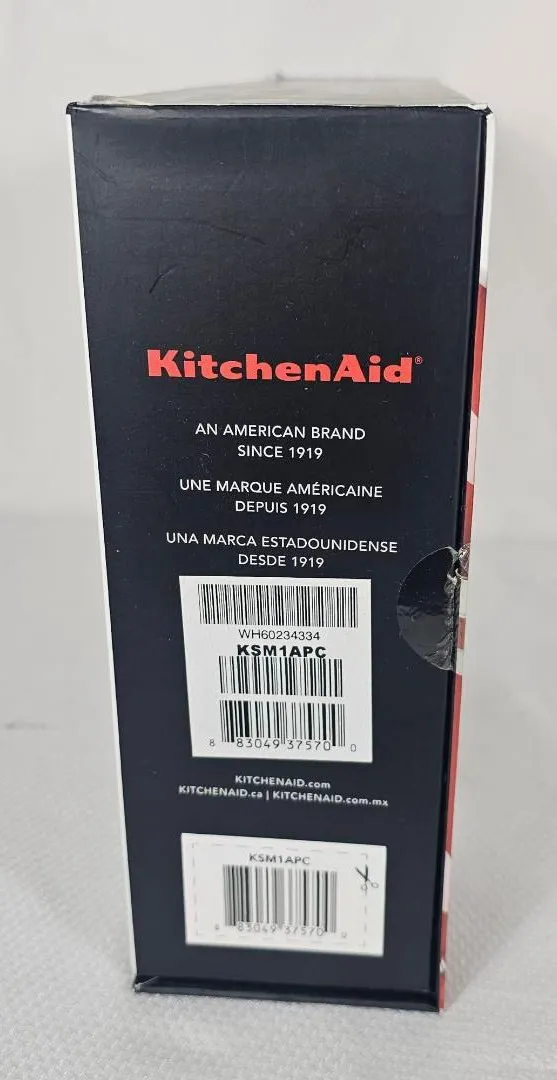 KitchenAid®
AN AMERICAN BRAND
SINCE 1919
UNE MARQUE AMÉRICAINE
DEPUIS 1919
UNA MARCA ESTADOUNIDENSE
DESDE 1919
WH60234334
KSM1APC
8 83049 37570 0
KITCHENAID.com
KITCHENAID.ca | KITCHENAID.com.mx
KSM1APC
8 83049 37570 0